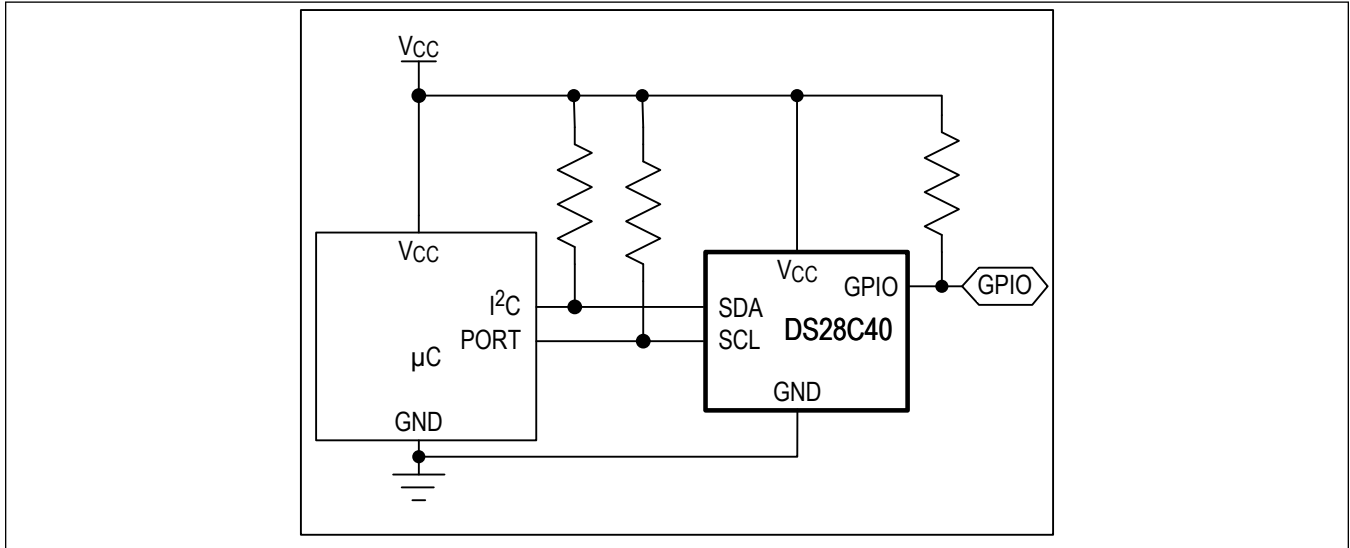 VCC
VCC
I²C
PORT
µC
GND
VCC
GPIO
SDA
DS28C40
SCL
GND
GPIO